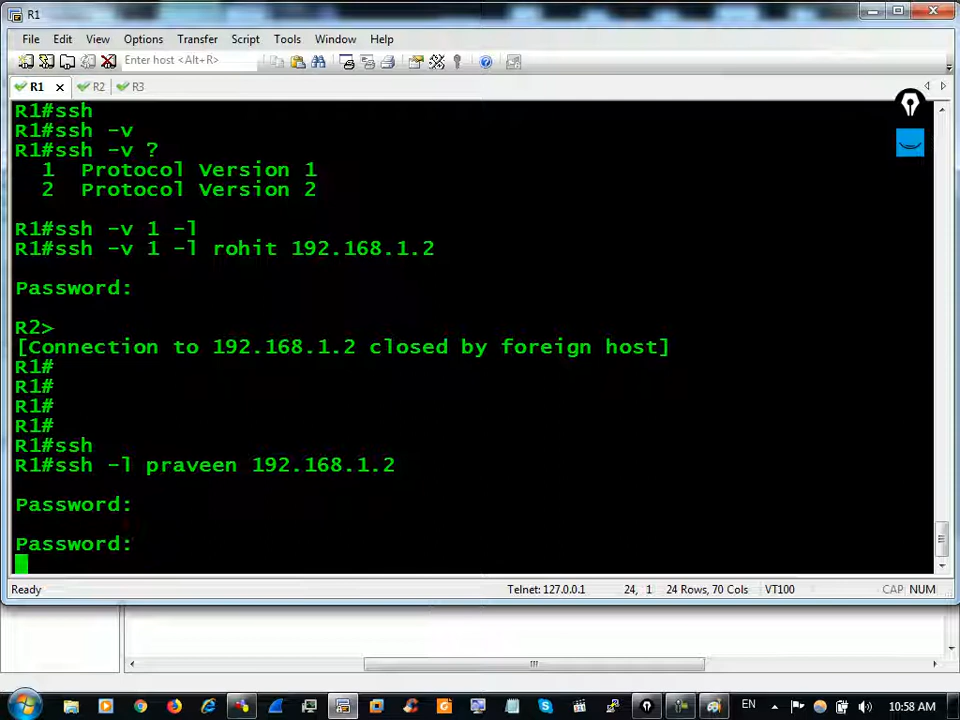 R1
File Edit View Options Transfer Script Tools Window Help
Enter host <Alt+R>
R1 R2 R3
R1#ssh
R1#ssh -v
R1#ssh -v ?
1 Protocol Version 1
2 Protocol Version 2
R1#ssh -v 1 -l
R1#ssh -v 1 -l rohit 192.168.1.2
Password:
R2>
[Connection to 192.168.1.2 closed by foreign host]
R1#
R1#
R1#
R1#
R1#ssh
R1#ssh -l praveen 192.168.1.2
Password:
Password:
Ready Telnet: 127.0.0.1 24, 1 24 Rows, 70 Cols VT100 CAP NUM
EN 10:58 AM